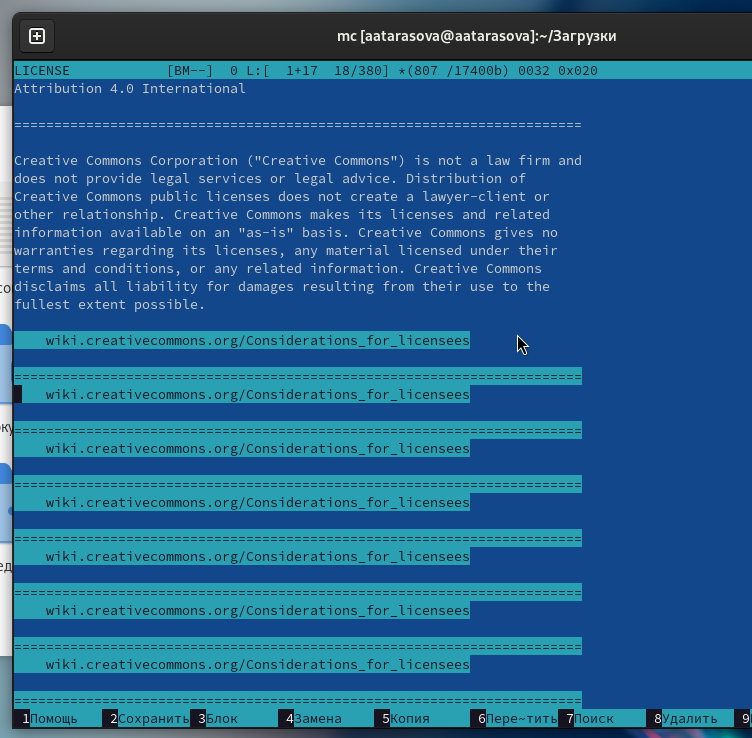 mc [aatarasova@aatarasova]:~/Загрузки
LICENSE            [BM--]  0 L:[  1+17  18/380] *(807 /17400b) 0032 0x020
Attribution 4.0 International
=======================================================================
Creative Commons Corporation ("Creative Commons") is not a law firm and
does not provide legal services or legal advice. Distribution of
Creative Commons public licenses does not create a lawyer-client or
other relationship. Creative Commons makes its licenses and related
information available on an "as-is" basis. Creative Commons gives no
warranties regarding its licenses, any material licensed under their
terms and conditions, or any related information. Creative Commons
disclaims all liability for damages resulting from their use to the
fullest extent possible.
wiki.creativecommons.org/Considerations_for_licensees
=======================================================================
wiki.creativecommons.org/Considerations_for_licensees
=======================================================================
wiki.creativecommons.org/Considerations_for_licensees
=======================================================================
wiki.creativecommons.org/Considerations_for_licensees
=======================================================================
wiki.creativecommons.org/Considerations_for_licensees
=======================================================================
wiki.creativecommons.org/Considerations_for_licensees
=======================================================================
wiki.creativecommons.org/Considerations_for_licensees
=======================================================================
1Помощь 2Сохранить 3Блок 4Замена 5Копия 6Пере~тить 7Поиск 8Удалить 9